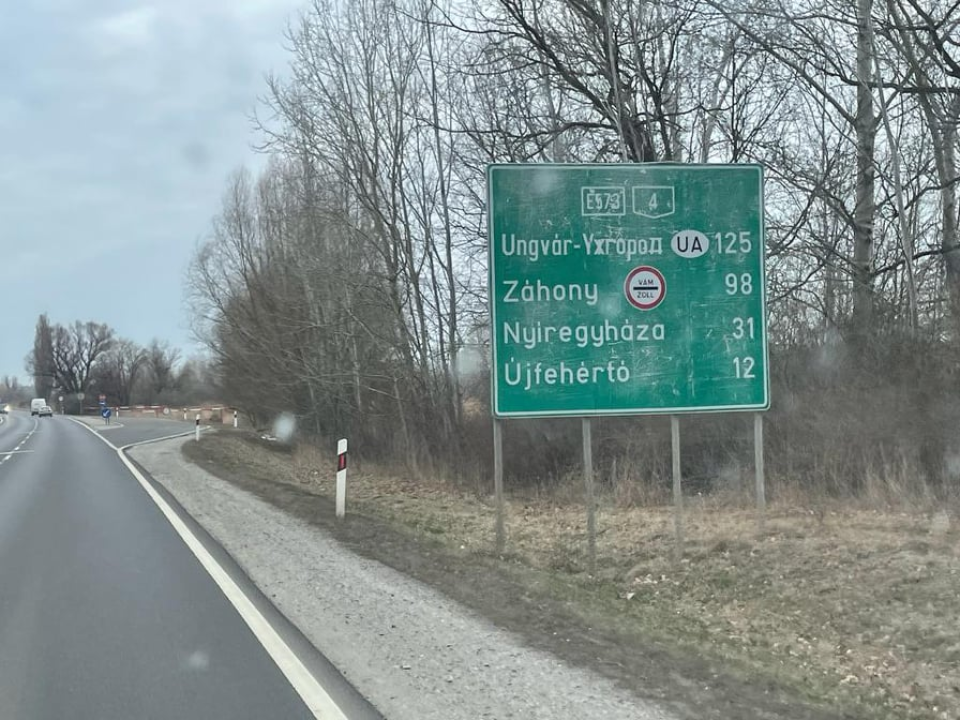 E573 4
Ungvár-Ужгород UA 125
Záhony VÁM ZOLL 98
Nyíregyháza 31
Újfehértó 12